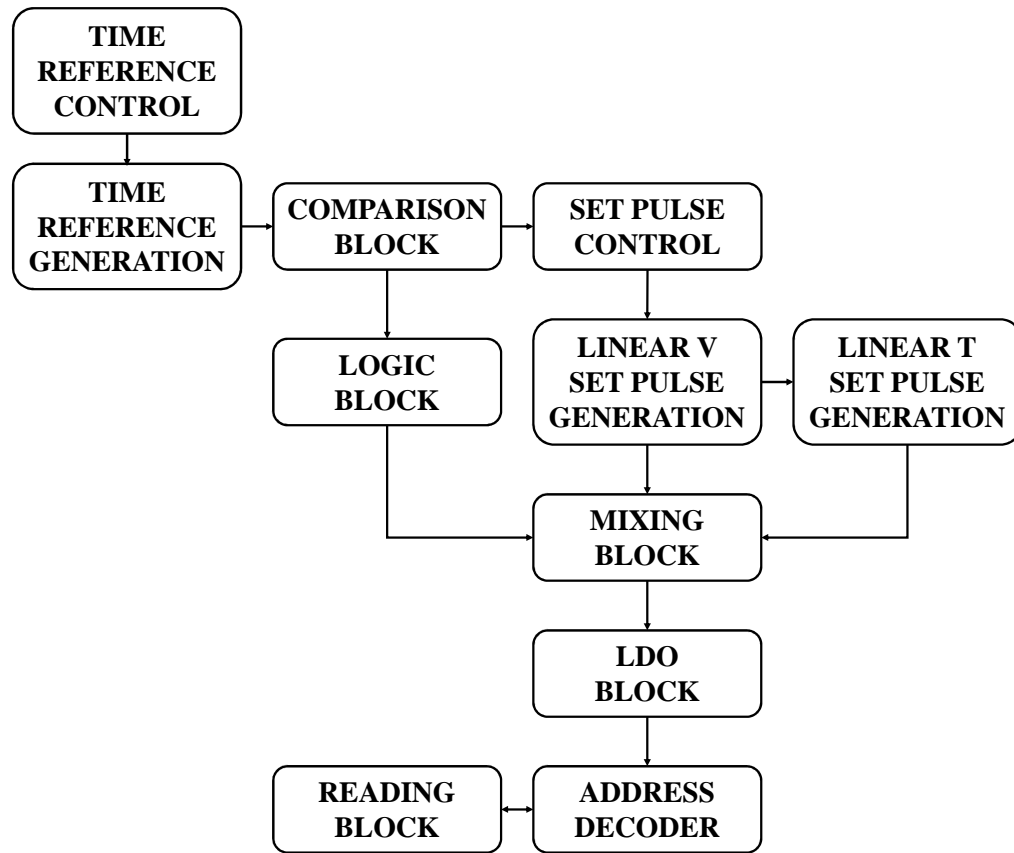 TIME
REFERENCE
CONTROL
TIME
REFERENCE
GENERATION
COMPARISON
BLOCK
SET PULSE
CONTROL
LOGIC
BLOCK
LINEAR V
SET PULSE
GENERATION
LINEAR T
SET PULSE
GENERATION
MIXING
BLOCK
LDO
BLOCK
READING
BLOCK
ADDRESS
DECODER